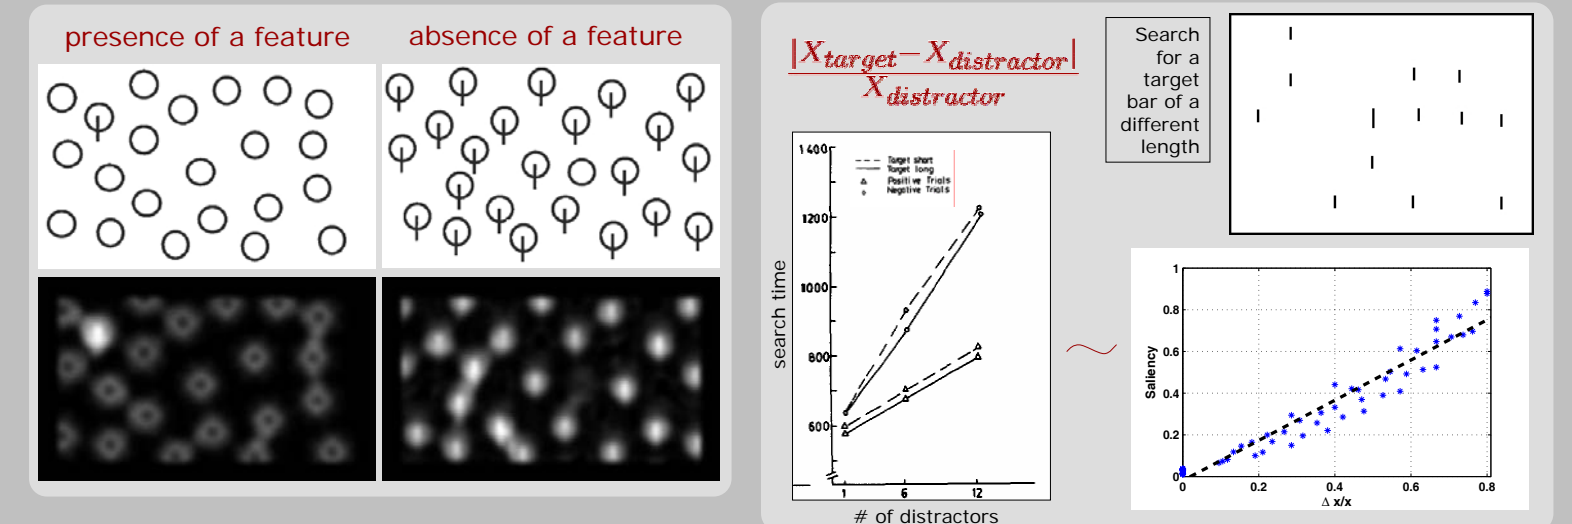 presence of a feature
absence of a feature
|X_target − X_distractor|
X_distractor
Search
for a
target
bar of a
different
length
1400
1200
1000
800
600
1
6
12
Target short
Target long
Positive Trials
Negative Trials
search time
# of distractors
1
0.8
0.6
0.4
0.2
0
0
0.2
0.4
0.6
0.8
Saliency
Δ x/x